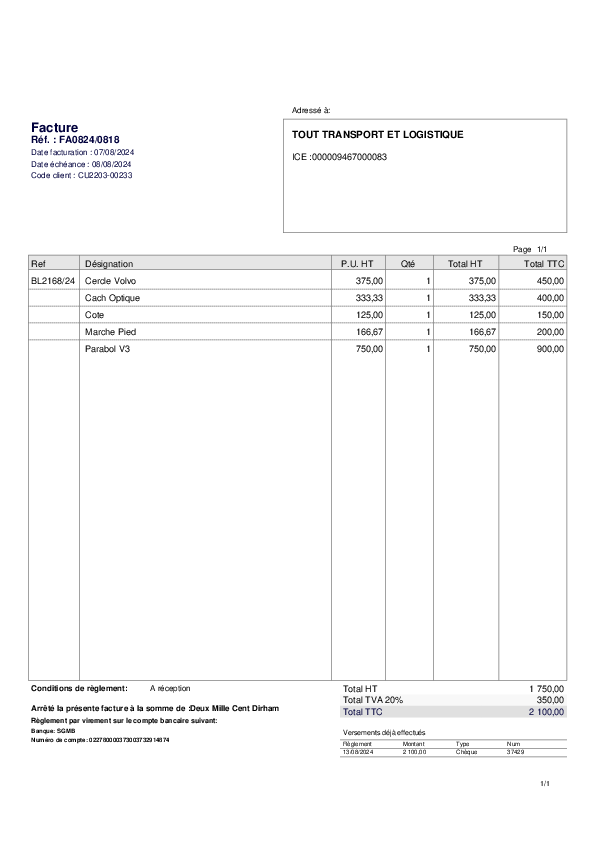 Adressé à:
Facture
Réf. : FA0824/0818
Date facturation : 07/08/2024
Date échéance : 08/08/2024
Code client : CU2203-00233
TOUT TRANSPORT ET LOGISTIQUE
ICE :000009467000083
Page 1/1
Ref Désignation P.U. HT Qté Total HT Total TTC
BL2168/24 Cercle Volvo 375,00 1 375,00 450,00
Cach Optique 333,33 1 333,33 400,00
Cote 125,00 1 125,00 150,00
Marche Pied 166,67 1 166,67 200,00
Parabol V3 750,00 1 750,00 900,00
Conditions de règlement: A réception
Total HT 1 750,00
Total TVA 20% 350,00
Total TTC 2 100,00
Arrêté la présente facture à la somme de :Deux Mille Cent Dirham
Règlement par virement sur le compte bancaire suivant:
Banque: SGMB
Numéro de compte: 022780000373003732914874
Versements déjà effectués
Règlement Montant Type Num
13/08/2024 2 100,00 Chèque 37429
1/1